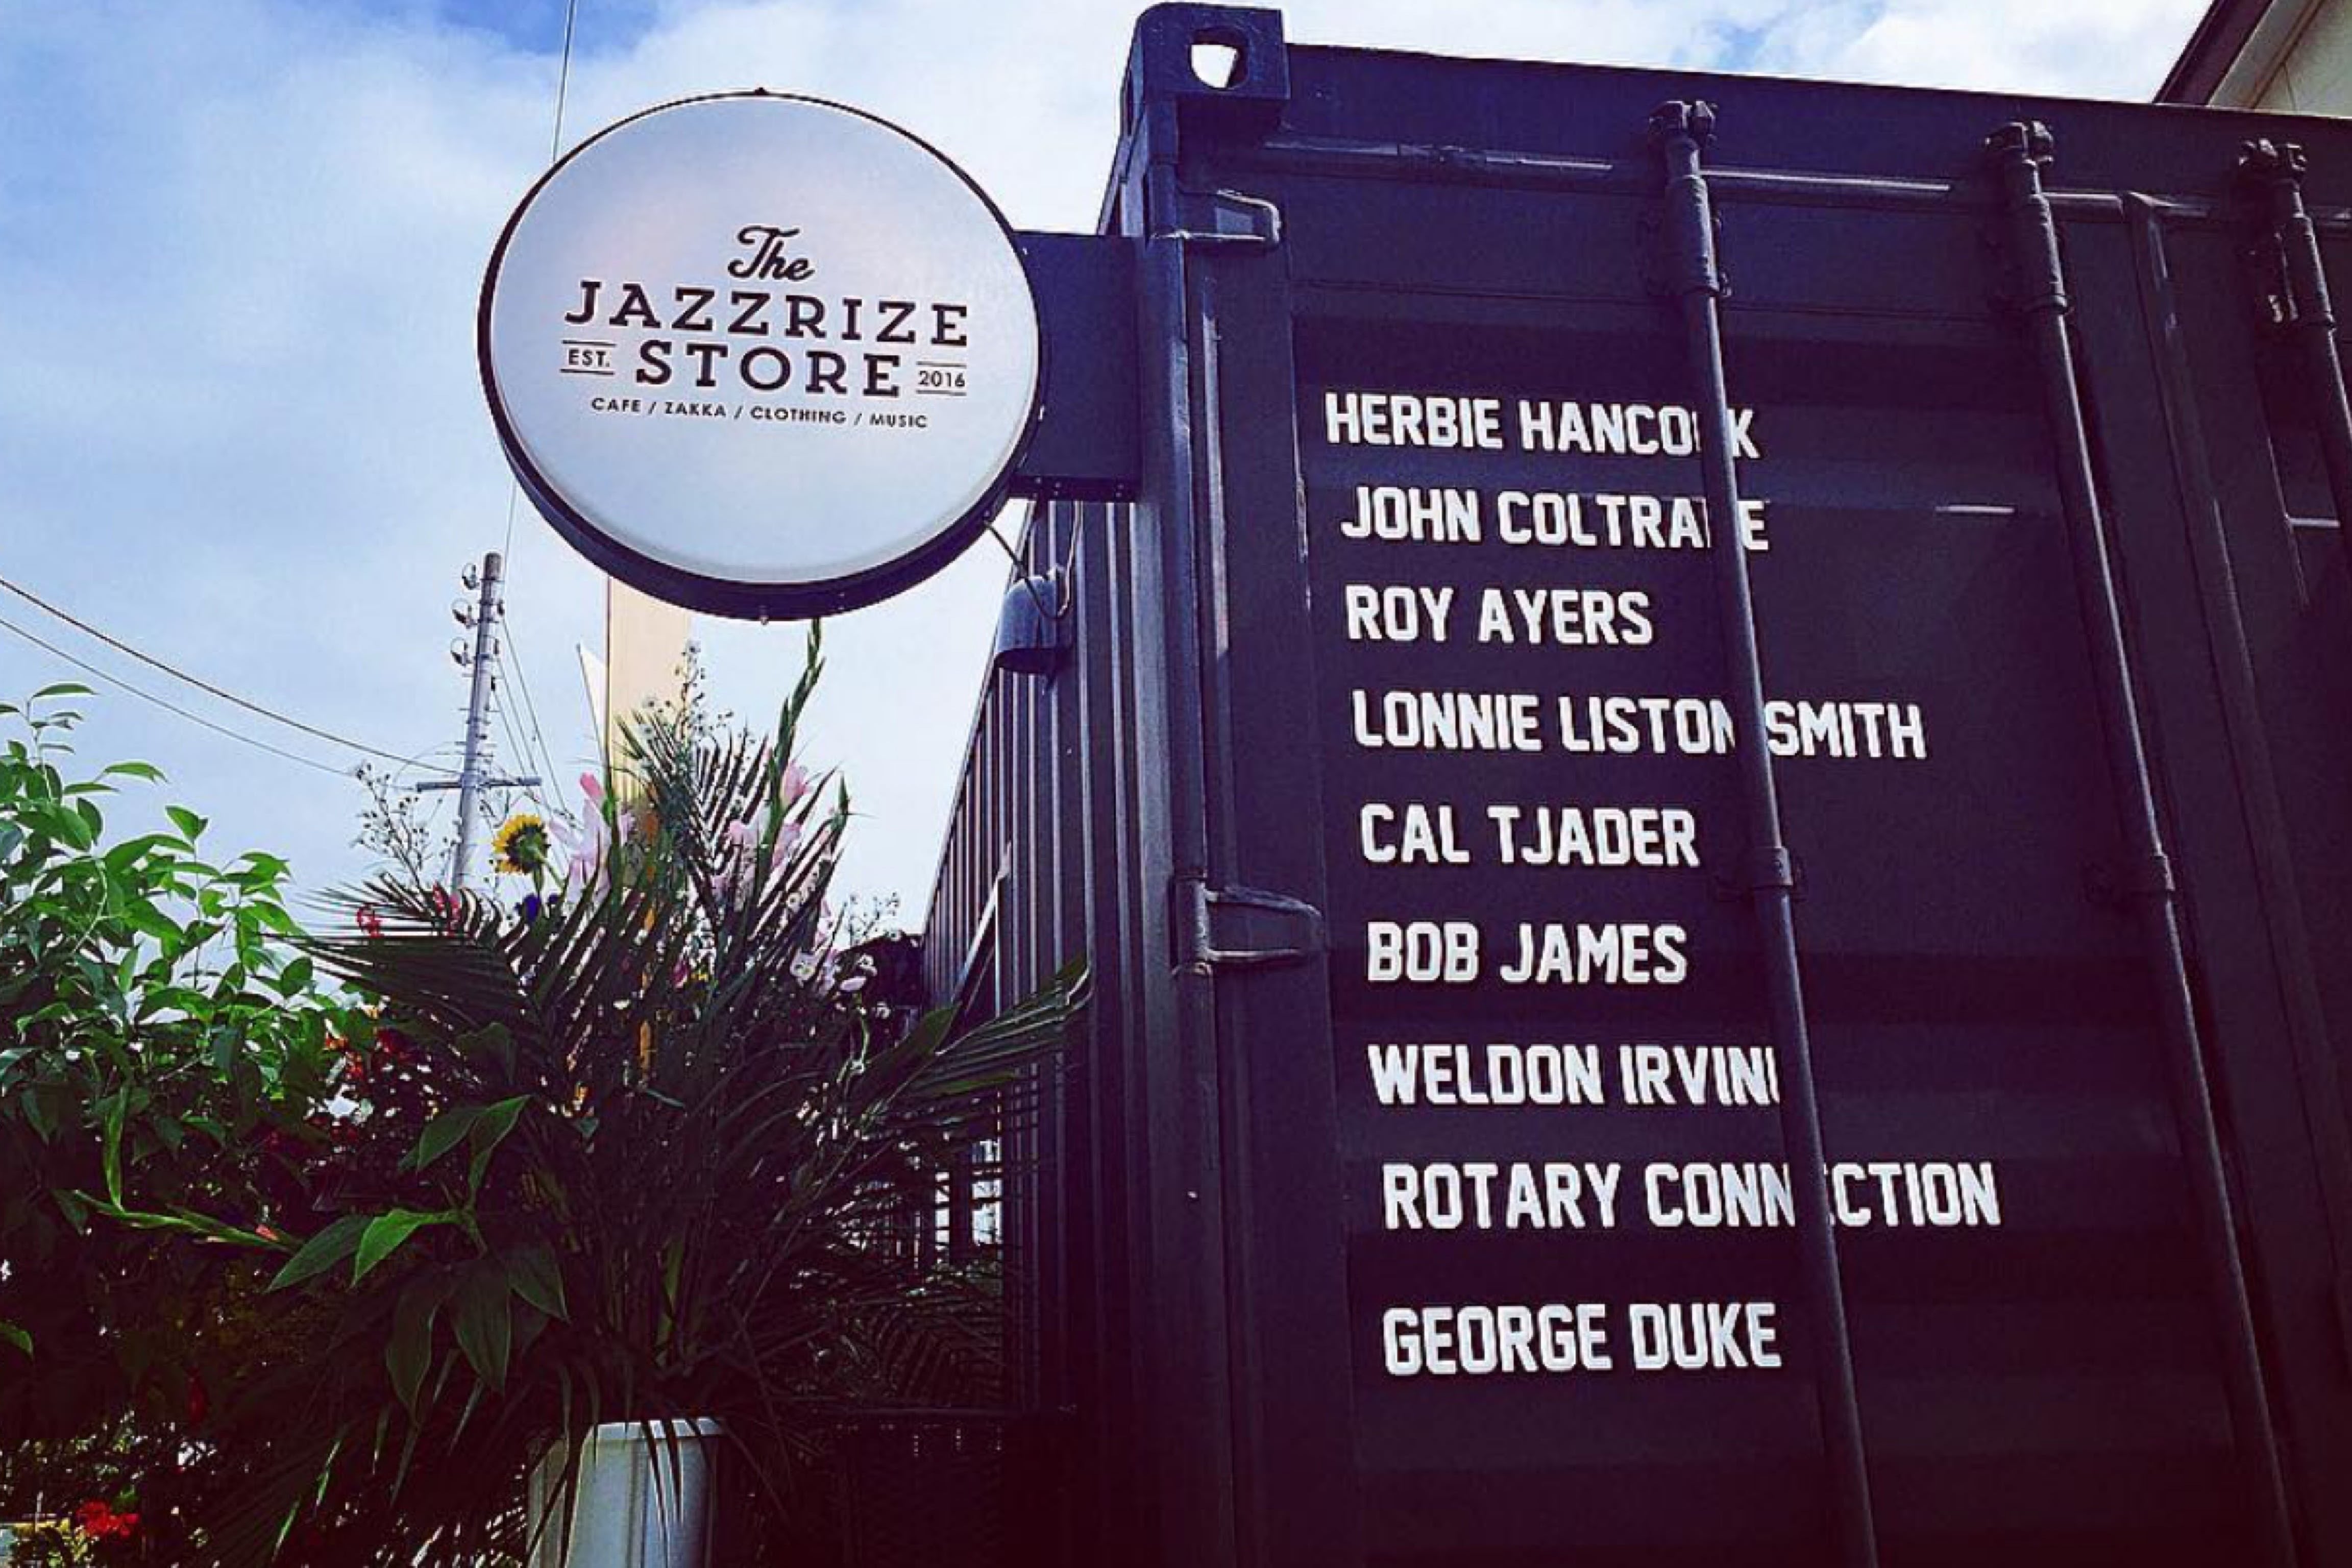 The
JAZZRIZE
EST. STORE 2016
CAFE / ZAKKA / CLOTHING / MUSIC
HERBIE HANCOCK
JOHN COLTRANE
ROY AYERS
LONNIE LISTON SMITH
CAL TJADER
BOB JAMES
WELDON IRVINE
ROTARY CONNECTION
GEORGE DUKE